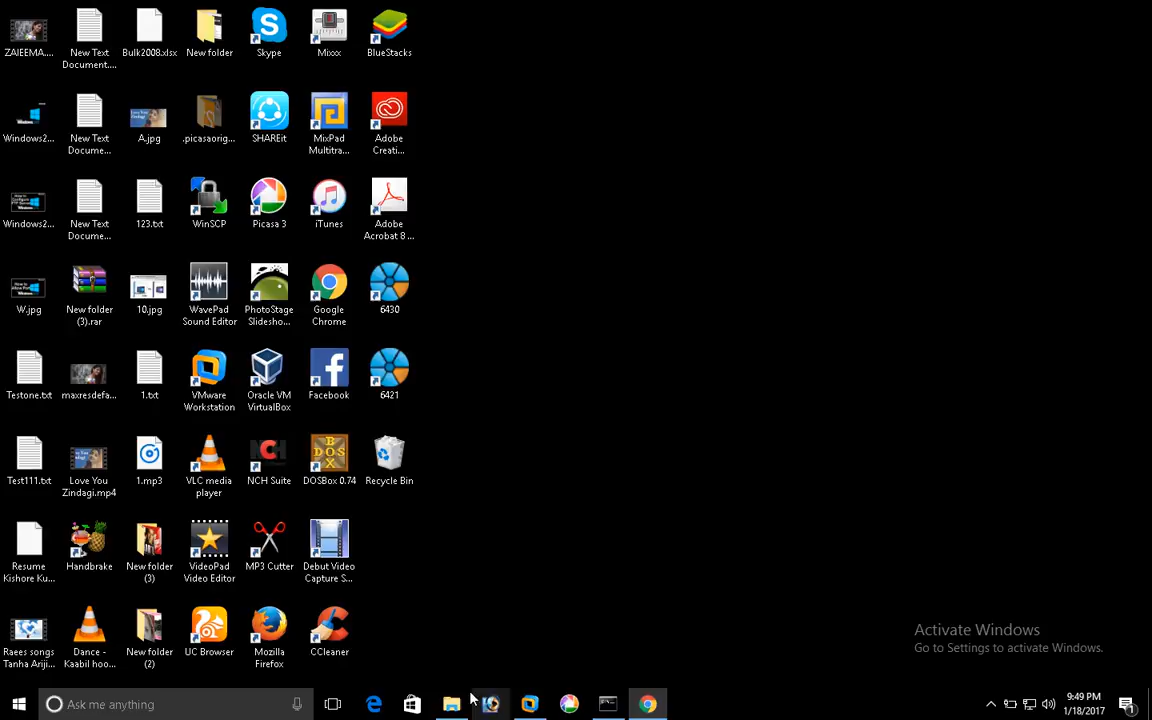 ZAIEEMA....
New Text
Document....
Bulk2008.xlsx
New folder
Skype
Mixxx
BlueStacks
Windows2...
New Text
Docume...
A.jpg
.picasaorig...
SHAREit
MixPad
Multitra...
Adobe
Creati...
Windows2...
New Text
Docume...
123.txt
WinSCP
Picasa 3
iTunes
Adobe
Acrobat 8 ...
W.jpg
New folder
(3).rar
10.jpg
WavePad
Sound Editor
PhotoStage
Slidesho...
Google
Chrome
6430
Testone.txt
maxresdefa...
1.txt
VMware
Workstation
Oracle VM
VirtualBox
Facebook
6421
Test111.txt
Love You
Zindagi.mp4
1.mp3
VLC media
player
NCH Suite
DOSBox 0.74
Recycle Bin
Resume
Kishore Ku...
Handbrake
New folder
(3)
VideoPad
Video Editor
MP3 Cutter
Debut Video
Capture S...
Raees songs
Tanha Ariji...
Dance -
Kaabil hoo...
New folder
(2)
UC Browser
Mozilla
Firefox
CCleaner
Activate Windows
Go to Settings to activate Windows.
Ask me anything
9:49 PM
1/18/2017
1